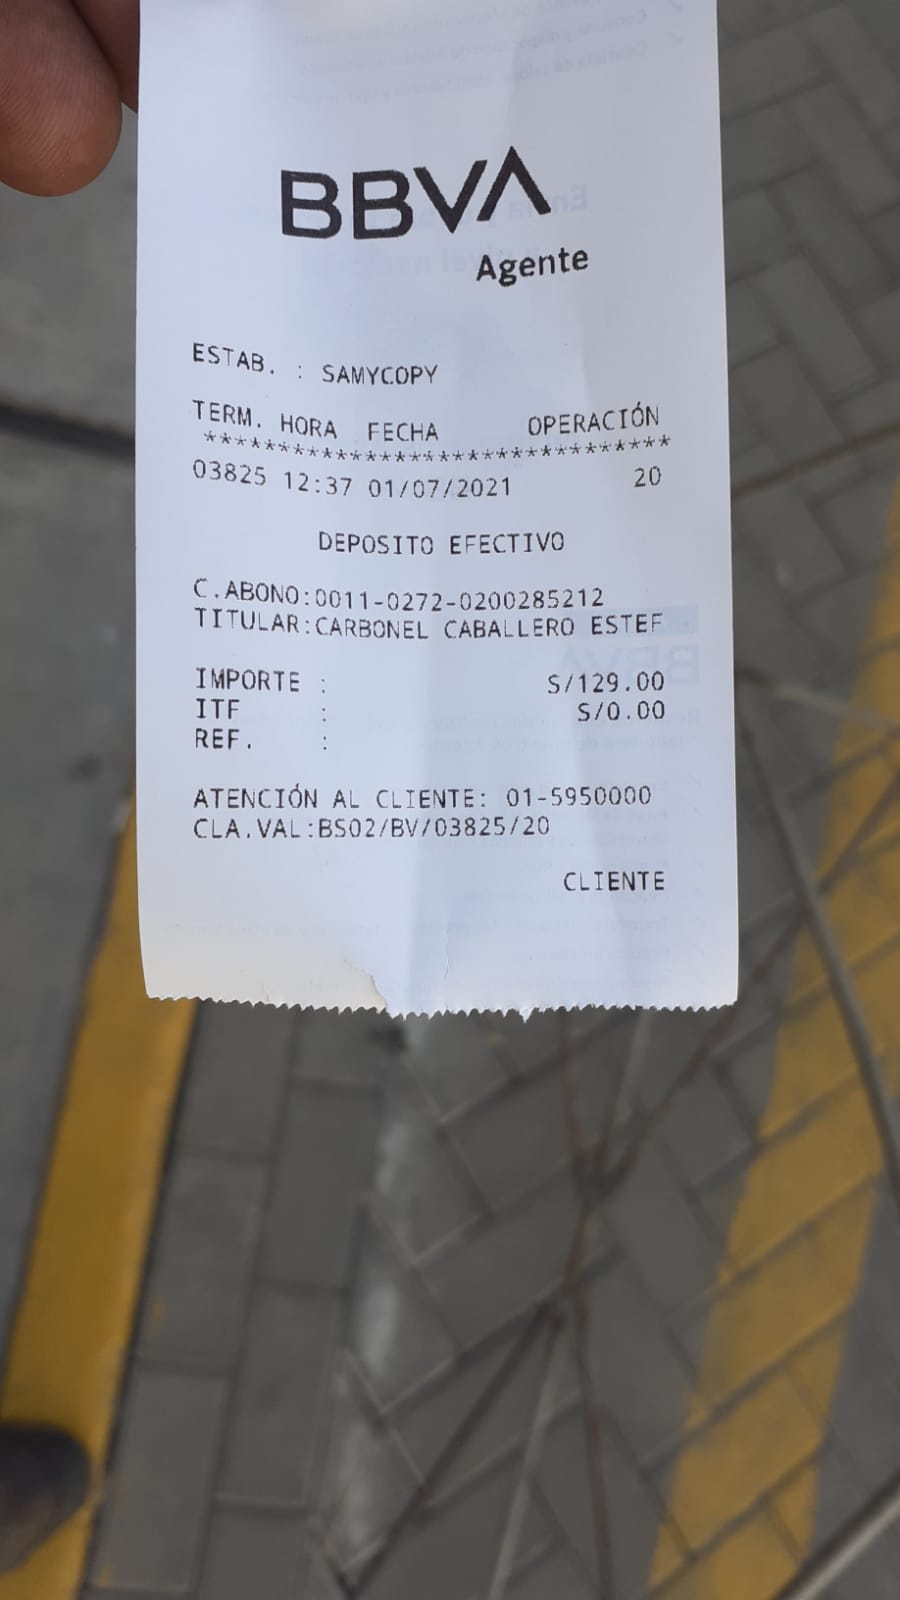 BBVA
Agente
ESTAB. : SAMYCOPY
TERM. HORA FECHA OPERACIÓN
********************************
03825 12:37 01/07/2021 20
DEPOSITO EFECTIVO
C.ABONO:0011-0272-0200285212
TITULAR:CARBONEL CABALLERO ESTEF
IMPORTE : S/129.00
ITF : S/0.00
REF. :
ATENCIÓN AL CLIENTE: 01-5950000
CLA.VAL:BS02/BV/03825/20
CLIENTE